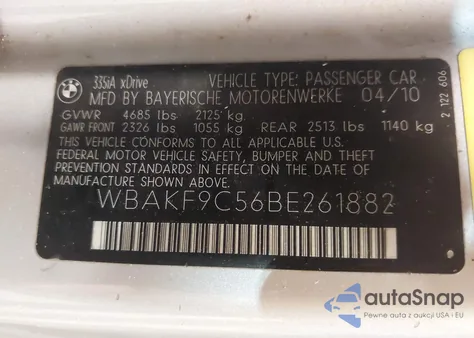 335iA xDrive VEHICLE TYPE: PASSENGER CAR
MFD BY BAYERISCHE MOTORENWERKE 04/10
GVWR 4685 lbs 2125 kg
GAWR FRONT 2326 lbs 1055 kg REAR 2513 lbs 1140 kg
THIS VEHICLE CONFORMS TO ALL APPLICABLE U.S.
FEDERAL MOTOR VEHICLE SAFETY, BUMPER AND THEFT
PREVENTION STANDARDS IN EFFECT ON THE DATE OF
MANUFACTURE SHOWN ABOVE.
WBAKF9C56BE261882
2 122 606
autoSnap
Pewne auta z aukcji USA i EU